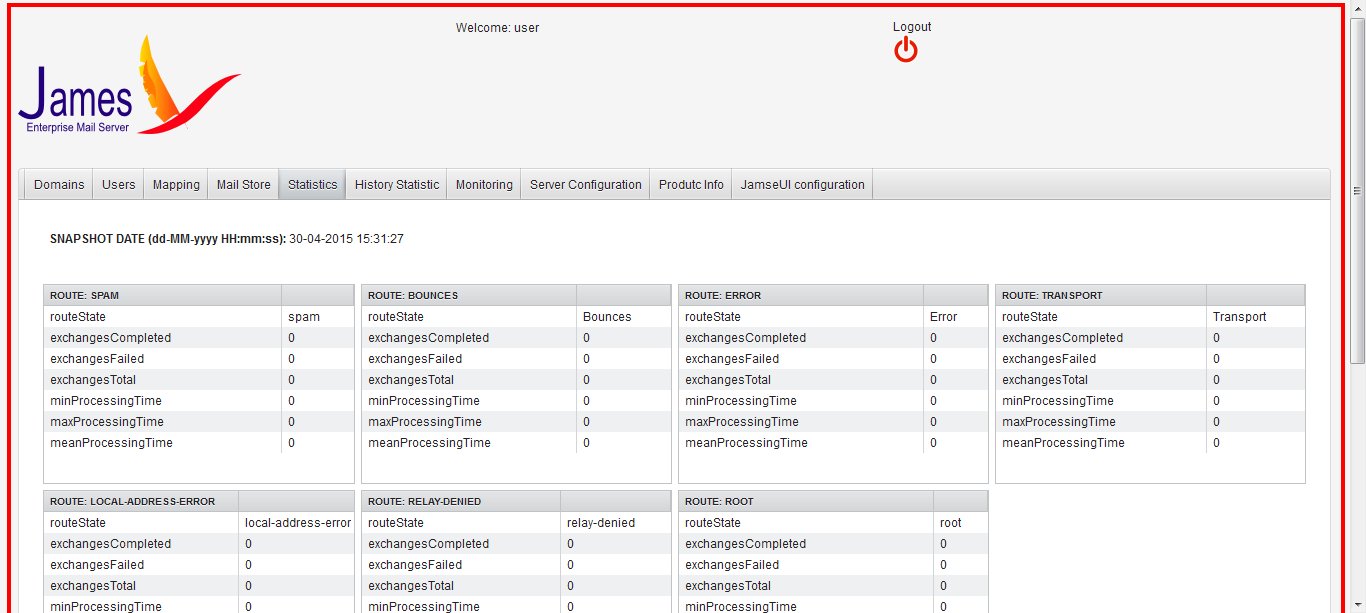 Welcome: user
Logout
James
Enterprise Mail Server
Domains Users Mapping Mail Store Statistics History Statistic Monitoring Server Configuration Produtc Info JamseUI configuration
SNAPSHOT DATE (dd-MM-yyyy HH:mm:ss): 30-04-2015 15:31:27
ROUTE: SPAM ROUTE: BOUNCES ROUTE: ERROR ROUTE: TRANSPORT
routeState spam routeState Bounces routeState Error routeState Transport
exchangesCompleted 0 exchangesCompleted 0 exchangesCompleted 0 exchangesCompleted 0
exchangesFailed 0 exchangesFailed 0 exchangesFailed 0 exchangesFailed 0
exchangesTotal 0 exchangesTotal 0 exchangesTotal 0 exchangesTotal 0
minProcessingTime 0 minProcessingTime 0 minProcessingTime 0 minProcessingTime 0
maxProcessingTime 0 maxProcessingTime 0 maxProcessingTime 0 maxProcessingTime 0
meanProcessingTime 0 meanProcessingTime 0 meanProcessingTime 0 meanProcessingTime 0
ROUTE: LOCAL-ADDRESS-ERROR ROUTE: RELAY-DENIED ROUTE: ROOT
routeState local-address-error routeState relay-denied routeState root
exchangesCompleted 0 exchangesCompleted 0 exchangesCompleted 0
exchangesFailed 0 exchangesFailed 0 exchangesFailed 0
exchangesTotal 0 exchangesTotal 0 exchangesTotal 0
minProcessingTime 0 minProcessingTime 0 minProcessingTime 0